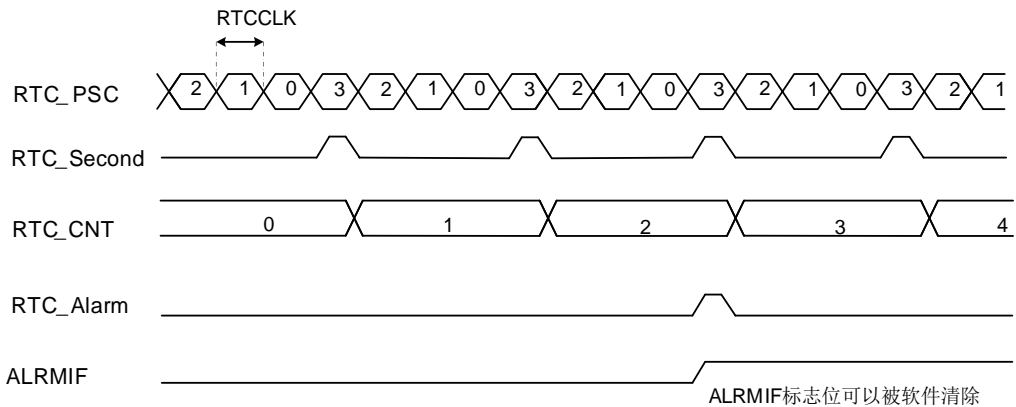 RTCCLK
RTC_PSC 2 1 0 3 2 1 0 3 2 1 0 3 2 1 0 3 2 1
RTC_Second
RTC_CNT 0 1 2 3 4
RTC_Alarm
ALRMIF
ALRMIF标志位可以被软件清除